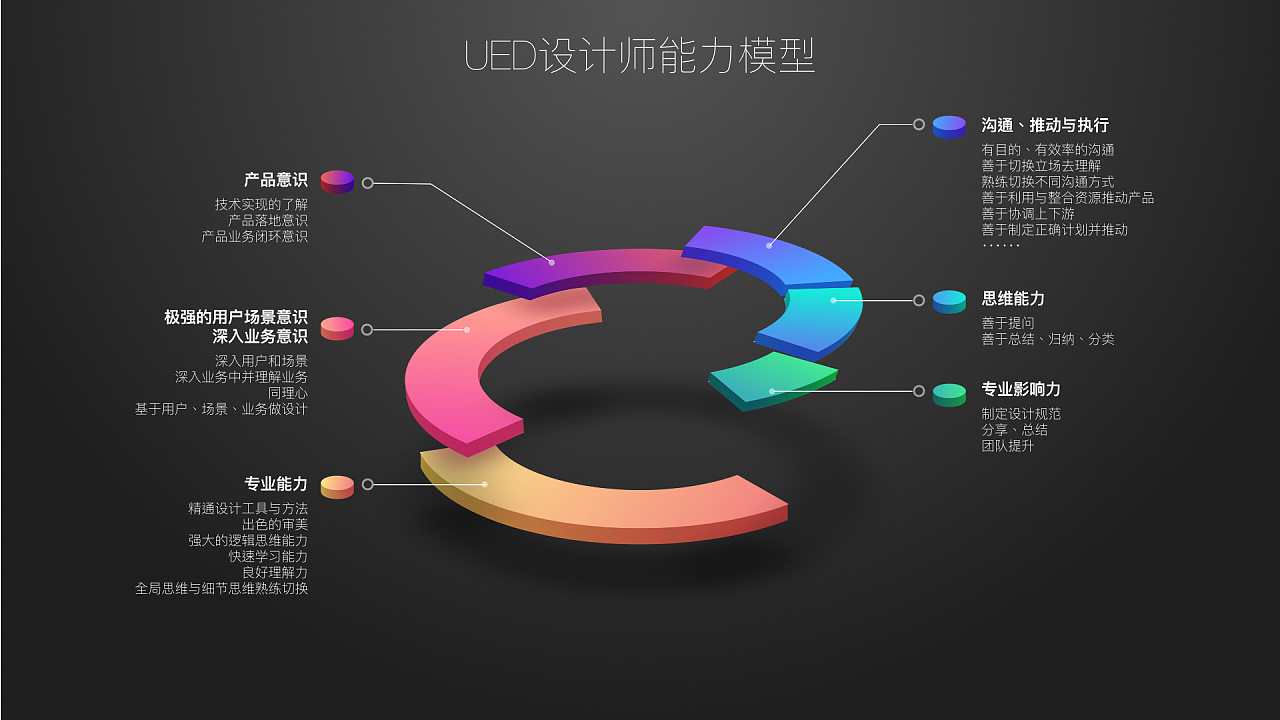 UED设计师能力模型
产品意识
技术实现的了解
产品落地意识
产品业务闭环意识
极强的用户场景意识
深入业务意识
深入用户和场景
深入业务中并理解业务
同理心
基于用户、场景、业务做设计
专业能力
精通设计工具与方法
出色的审美
强大的逻辑思维能力
快速学习能力
良好理解力
全局思维与细节思维熟练切换
沟通、推动与执行
有目的、有效率的沟通
善于切换立场去理解
熟练切换不同沟通方式
善于利用与整合资源推动产品
善于协调上下游
善于制定正确计划并推动
······
思维能力
善于提问
善于总结、归纳、分类
专业影响力
制定设计规范
分享、总结
团队提升